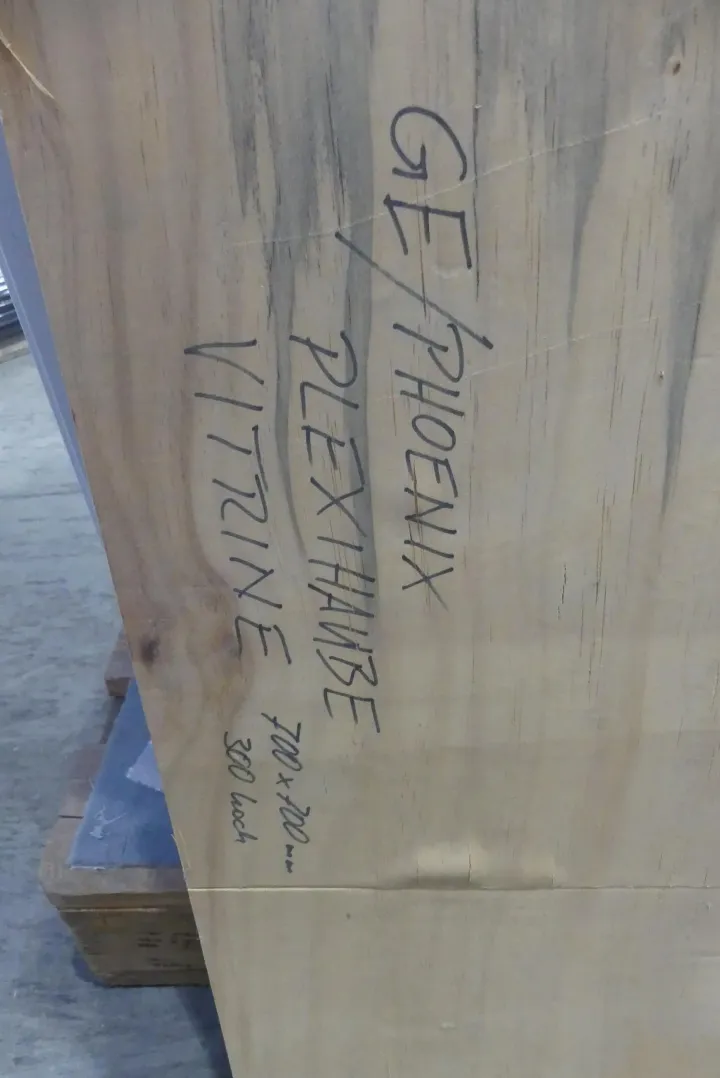 GE/PHOENIX
PLEXIHAUBE
VITRINE
700 x 700 mm
300 hoch